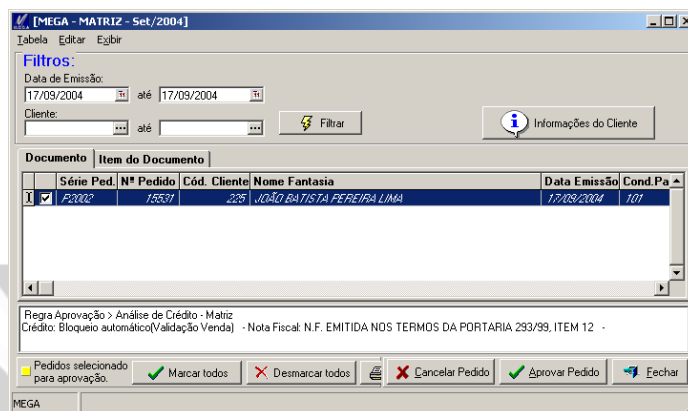 [MEGA - MATRIZ - Set/2004]
Tabela Editar Exibir
Filtros:
Data de Emissão:
17/09/2004 até 17/09/2004
Cliente:
até Filtrar Informações do Cliente
Documento Item do Documento
Série Ped. Nº Pedido Cód. Cliente Nome Fantasia Data Emissão Cond.Pa
P2002 15531 225 JOÃO BATISTA PEREIRA LIMA 17/09/2004 101
Regra Aprovação > Análise de Crédito - Matriz
Crédito: Bloqueio automático(Validação Venda) - Nota Fiscal: N.F. EMITIDA NOS TERMOS DA PORTARIA 293/99, ITEM 12 -
Pedidos selecionado
para aprovação.
Marcar todos Desmarcar todos Cancelar Pedido Aprovar Pedido Fechar
MEGA